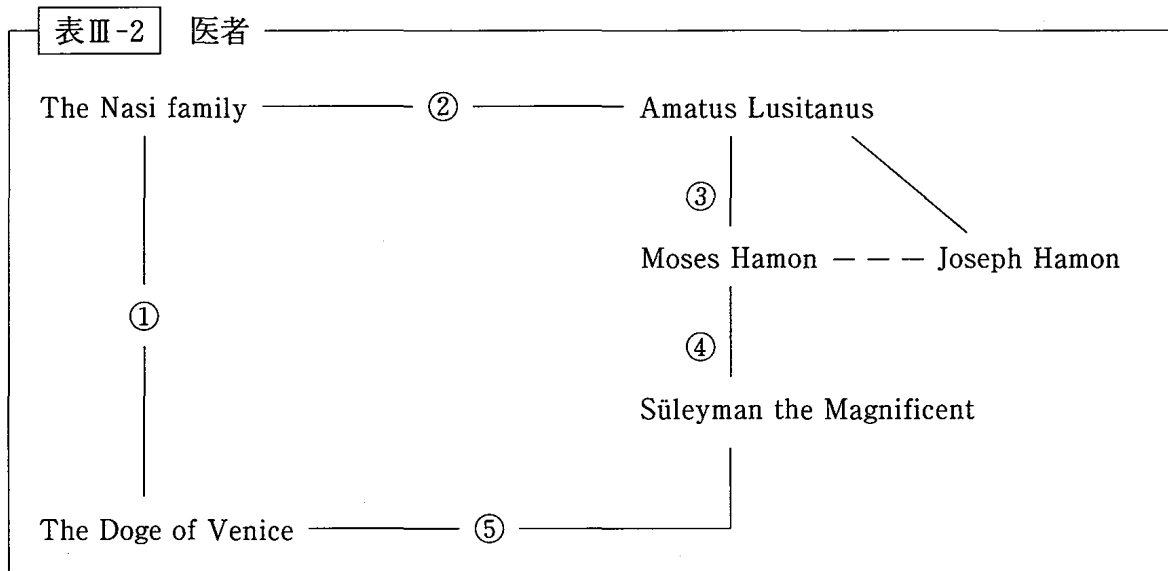 表Ⅲ-2 医者
The Nasi family ② Amatus Lusitanus
③
Moses Hamon --- Joseph Hamon
①
④
Süleyman the Magnificent
The Doge of Venice ⑤